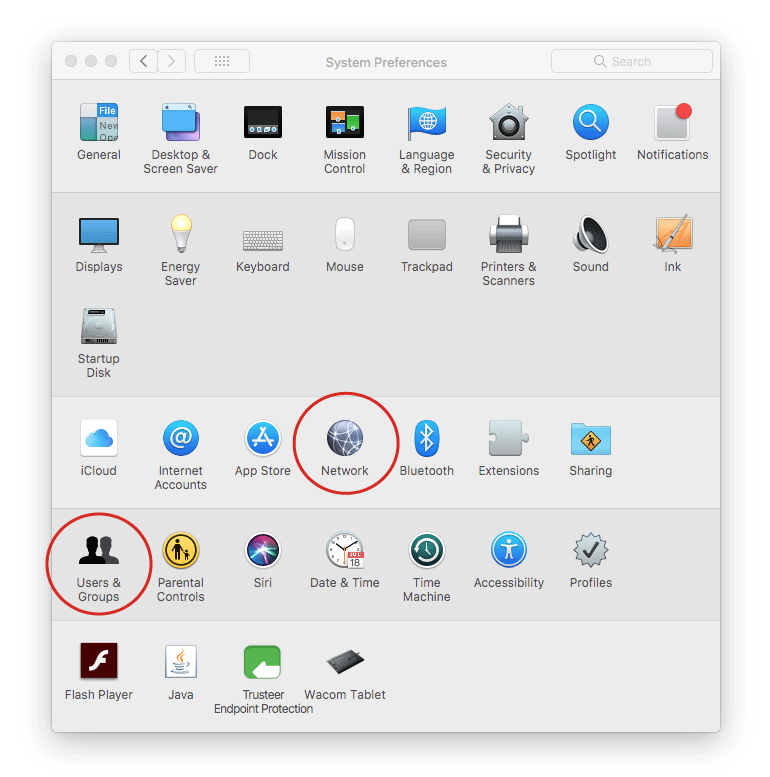 System Preferences
Search
File
New
Ope
General
Desktop &
Screen Saver
Dock
Mission
Control
Language
& Region
Security
& Privacy
Spotlight
Notifications
Displays
Energy
Saver
Keyboard
Mouse
Trackpad
Printers &
Scanners
Sound
Ink
Startup
Disk
iCloud
@
Internet
Accounts
App Store
Network
Bluetooth
Extensions
Sharing
Users &
Groups
Parental
Controls
Siri
JUL
18
Date & Time
Time
Machine
Accessibility
Profiles
Flash Player
Java
Java
Trusteer
Endpoint Protection
Wacom Tablet